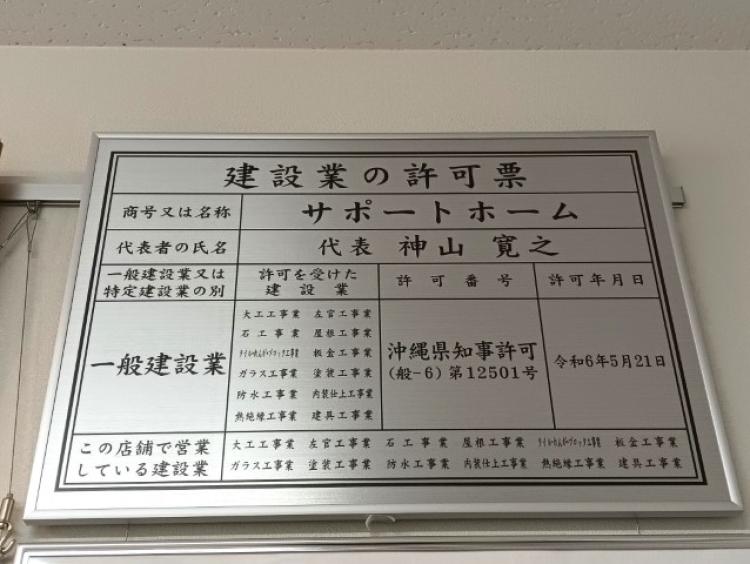 建設業の許可票
商号又は名称 サポートホーム
代表者の氏名 代表 神山 寛之
一般建設業又は
特定建設業の別
許可を受けた
建設業
許可番号
許可年月日
一般建設業
大工工事業 左官工事業
石工事業 屋根工事業
タイル・れんが・ブロック工事業 板金工事業
ガラス工事業 塗装工事業
防水工事業 内装仕上工事業
熱絶縁工事業 建具工事業
沖縄県知事許可
(般-6)第12501号
令和6年5月21日
この店舗で営業
している建設業
大工工事業 左官工事業 石工事業 屋根工事業 タイル・れんが・ブロック工事業 板金工事業
ガラス工事業 塗装工事業 防水工事業 内装仕上工事業 熱絶縁工事業 建具工事業